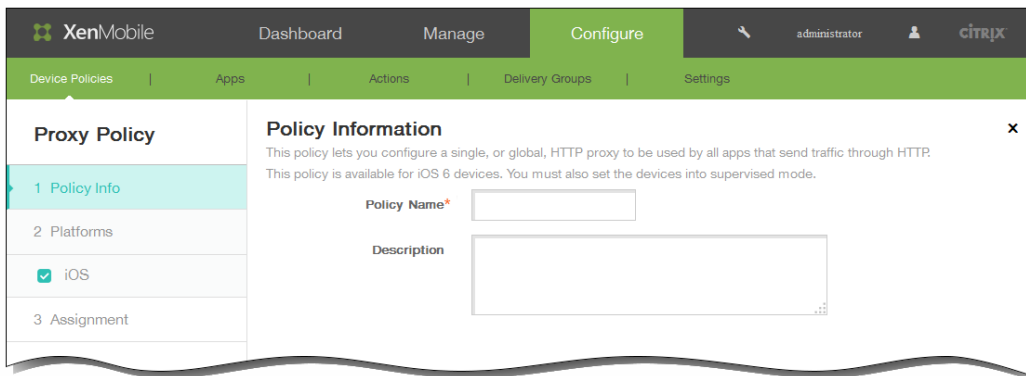 XenMobile Dashboard Manage Configure administrator CITRIX
Device Policies | Apps | Actions | Delivery Groups | Settings
Proxy Policy
1 Policy Info
2 Platforms
iOS
3 Assignment
Policy Information
This policy lets you configure a single, or global, HTTP proxy to be used by all apps that send traffic through HTTP.
This policy is available for iOS 6 devices. You must also set the devices into supervised mode.
Policy Name*
Description